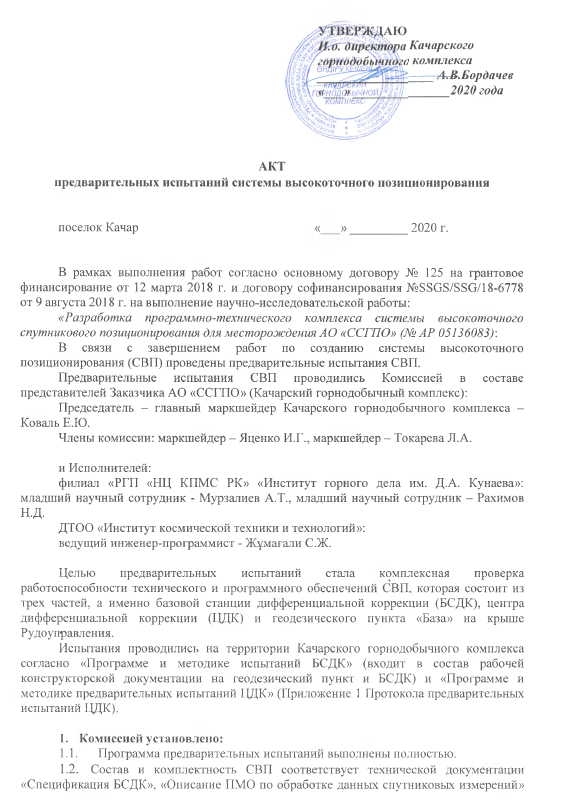 УТВЕРЖДАЮ
И.о. директора Качарского
горнодобычного комплекса
А.В.Бордачев
«___» ______________2020 года
КАЧАРСКИЙ
ГОРНОДОБЫЧНОЙ
КОМПЛЕКС
АКТ
предварительных испытаний системы высокоточного позиционирования
поселок Качар «___» _________ 2020 г.
В рамках выполнения работ согласно основному договору № 125 на грантовое
финансирование от 12 марта 2018 г. и договору софинансирования №SSGS/SSG/18-6778
от 9 августа 2018 г. на выполнение научно-исследовательской работы:
«Разработка программно-технического комплекса системы высокоточного
спутникового позиционирования для месторождения АО «ССГПО» (№ АР 05136083):
В связи с завершением работ по созданию системы высокоточного
позиционирования (СВП) проведены предварительные испытания СВП.
Предварительные испытания СВП проводились Комиссией в составе
представителей Заказчика АО «ССГПО» (Качарский горнодобычный комплекс):
Председатель – главный маркшейдер Качарского горнодобычного комплекса –
Коваль Е.Ю.
Члены комиссии: маркшейдер – Яценко И.Г., маркшейдер – Токарева Л.А.
и Исполнителей:
филиал «РГП «НЦ КПМС РК» «Институт горного дела им. Д.А. Кунаева»:
младший научный сотрудник - Мурзалиев А.Т., младший научный сотрудник – Рахимов
Н.Д.
ДТОО «Институт космической техники и технологий»:
ведущий инженер-программист - Жұмағали С.Ж.
Целью предварительных испытаний стала комплексная проверка
работоспособности технического и программного обеспечений СВП, которая состоит из
трех частей, а именно базовой станции дифференциальной коррекции (БСДК), центра
дифференциальной коррекции (ЦДК) и геодезического пункта «База» на крыше
Рудоуправления.
Испытания проводились на территории Качарского горнодобычного комплекса
согласно «Программе и методике испытаний БСДК» (входит в состав рабочей
конструкторской документации на геодезический пункт и БСДК) и «Программе и
методике предварительных испытаний ЦДК» (Приложение 1 Протокола предварительных
испытаний ЦДК).
1. Комиссией установлено:
1.1. Программа предварительных испытаний выполнены полностью.
1.2. Состав и комплектность СВП соответствует технической документации
«Спецификация БСДК», «Описание ПМО по обработке данных спутниковых измерений»